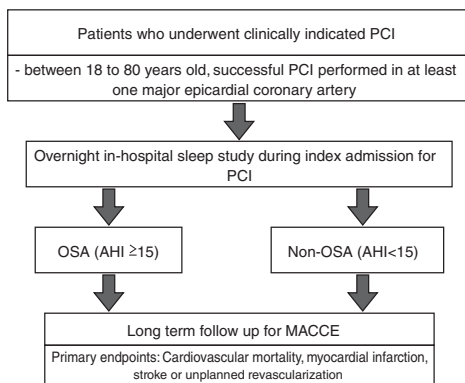 Patients who underwent clinically indicated PCI
- between 18 to 80 years old, successful PCI performed in at least
one major epicardial coronary artery
Overnight in-hospital sleep study during index admission for
PCI
OSA (AHI ≥15)
Non-OSA (AHI<15)
Long term follow up for MACCE
Primary endpoints: Cardiovascular mortality, myocardial infarction,
stroke or unplanned revascularization